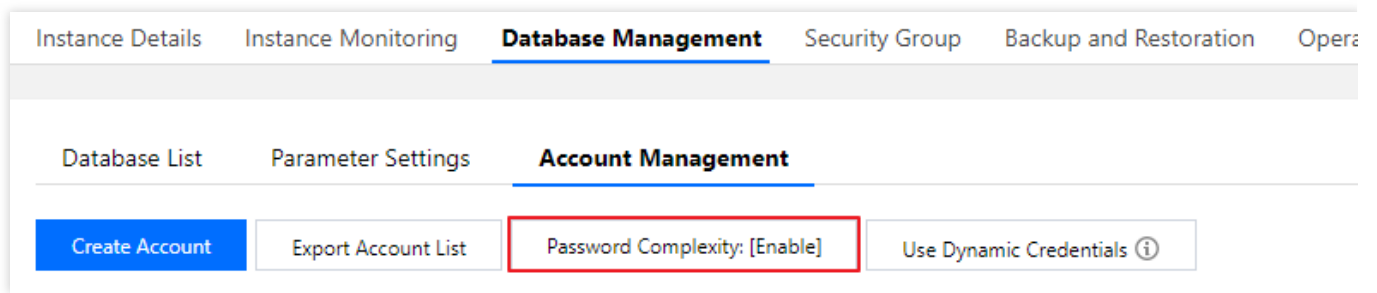 Instance Details Instance Monitoring Database Management Security Group Backup and Restoration Opera
Database List Parameter Settings Account Management
Create Account Export Account List Password Complexity: [Enable] Use Dynamic Credentials